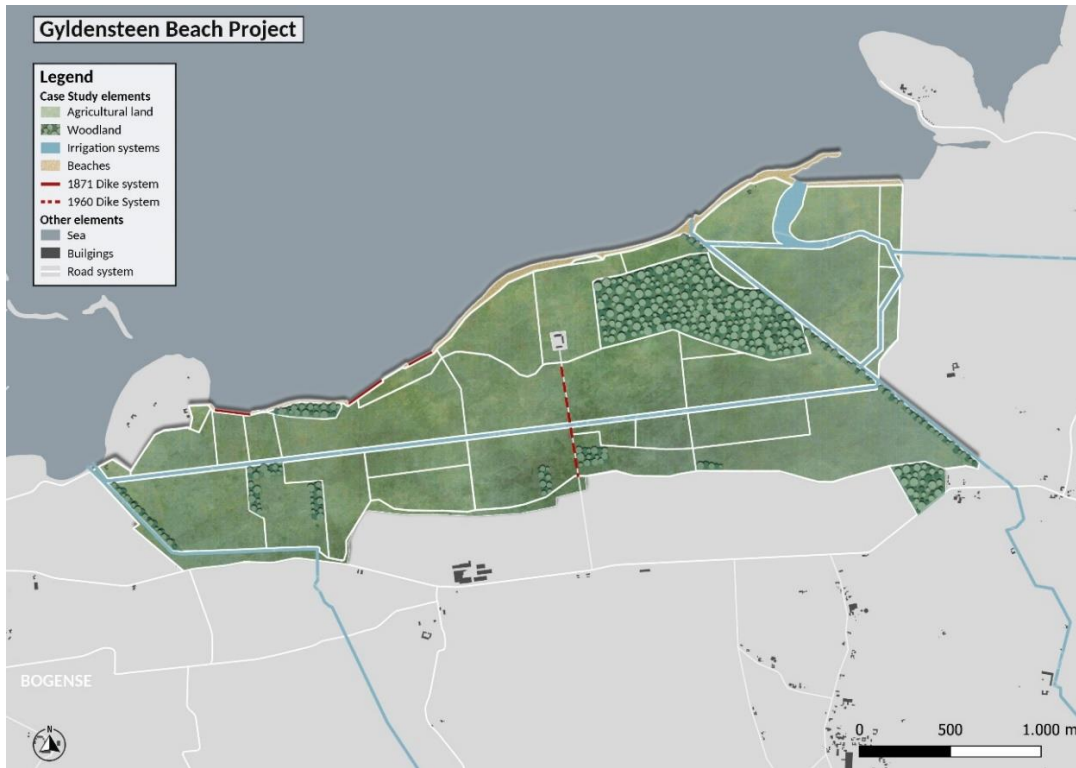 Gyldensteen Beach Project
Legend
Case Study elements
Agricultural land
Woodland
Irrigation systems
Beaches
1871 Dike system
1960 Dike System
Other elements
Sea
Builgings
Road system
BOGENSE
N
0 500 1.000 m